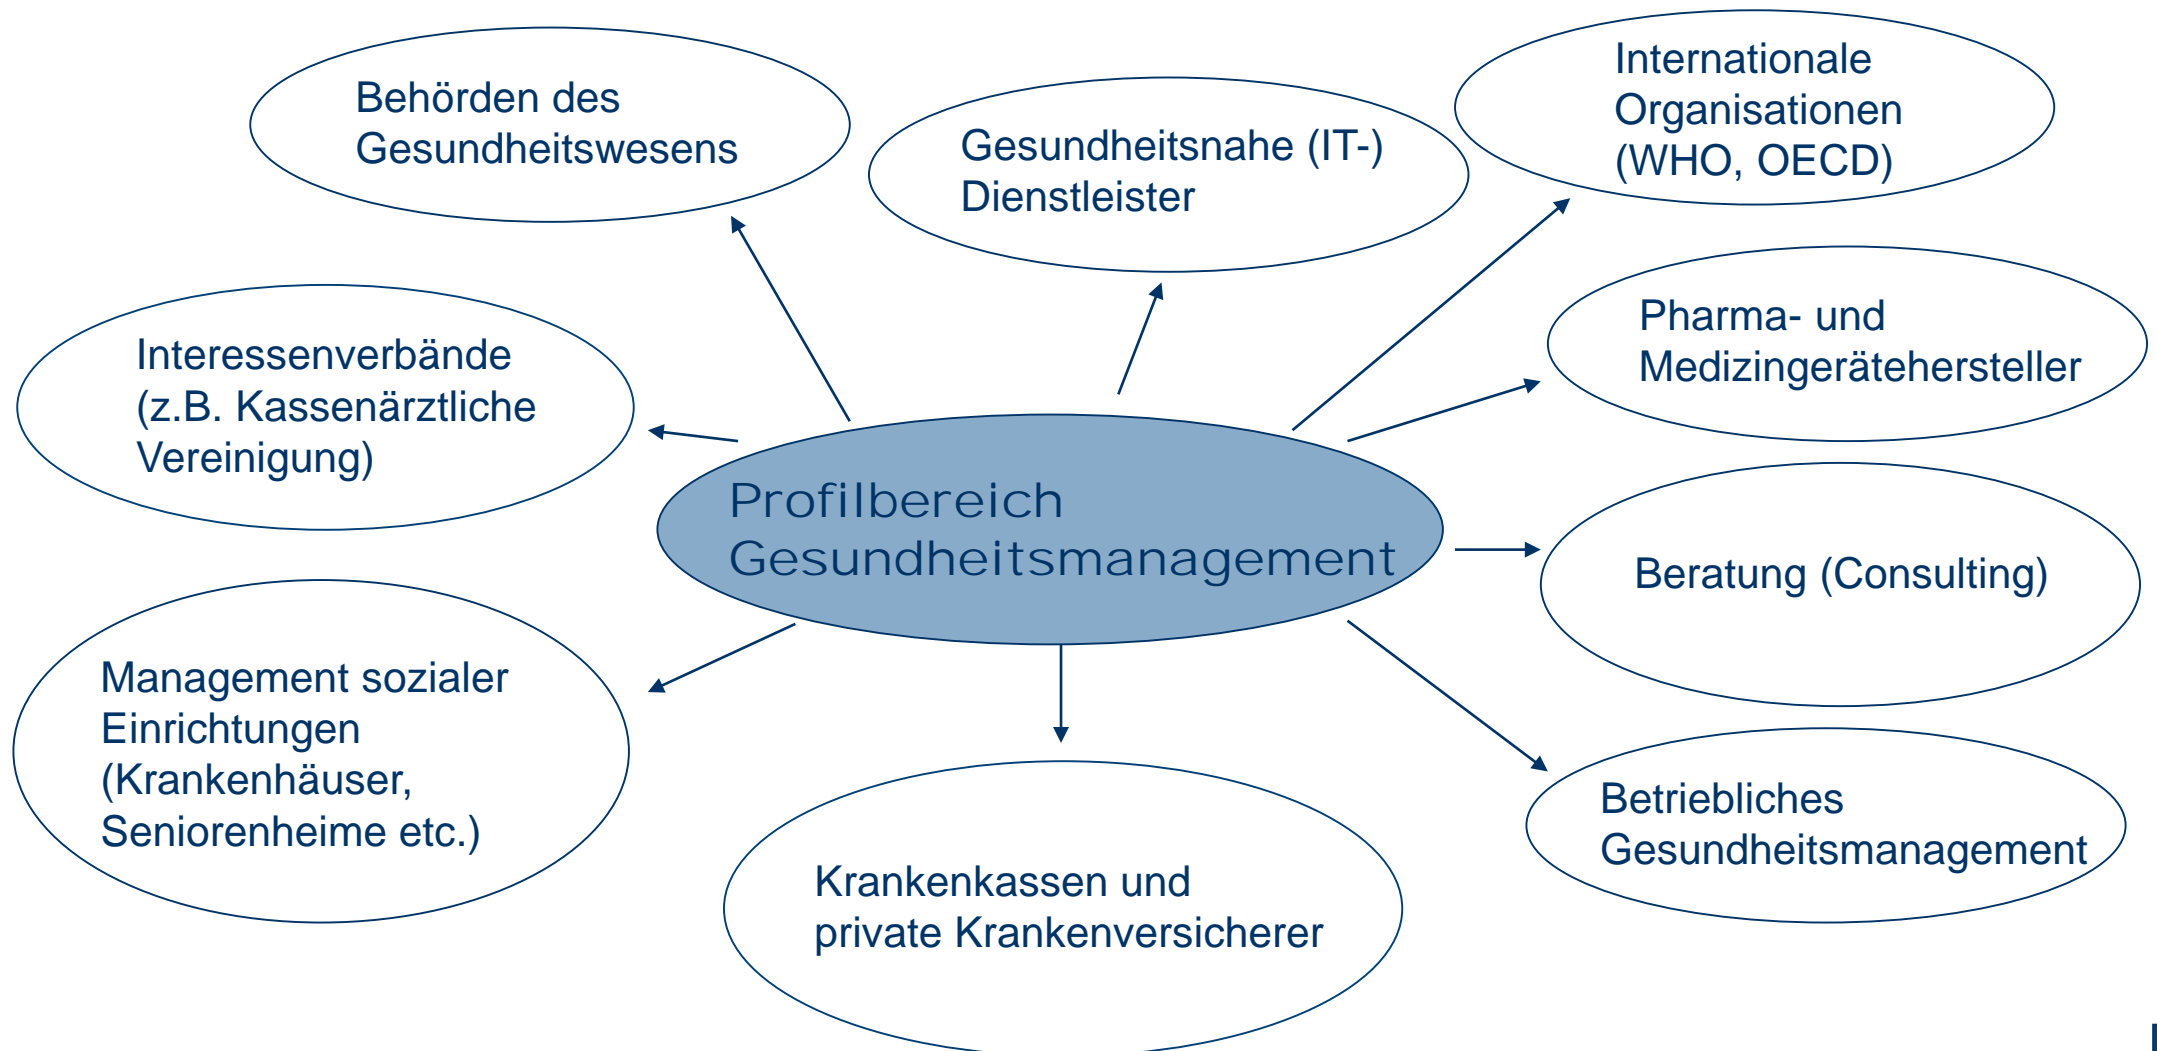 Behörden des
Gesundheitswesens
Gesundheitsnahe (IT-)
Dienstleister
Internationale
Organisationen
(WHO, OECD)
Interessenverbände
(z.B. Kassenärztliche
Vereinigung)
Pharma- und
Medizingerätehersteller
Profilbereich
Gesundheitsmanagement
Beratung (Consulting)
Management sozialer
Einrichtungen
(Krankenhäuser,
Seniorenheime etc.)
Krankenkassen und
private Krankenversicherer
Betriebliches
Gesundheitsmanagement